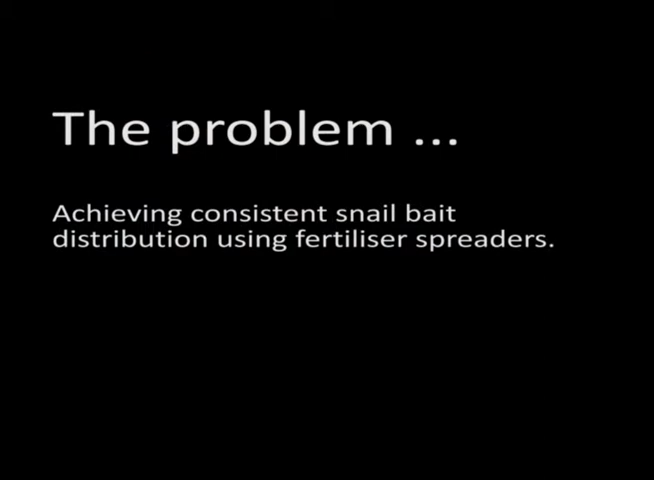 The problem ...
Achieving consistent snail bait
distribution using fertiliser spreaders.